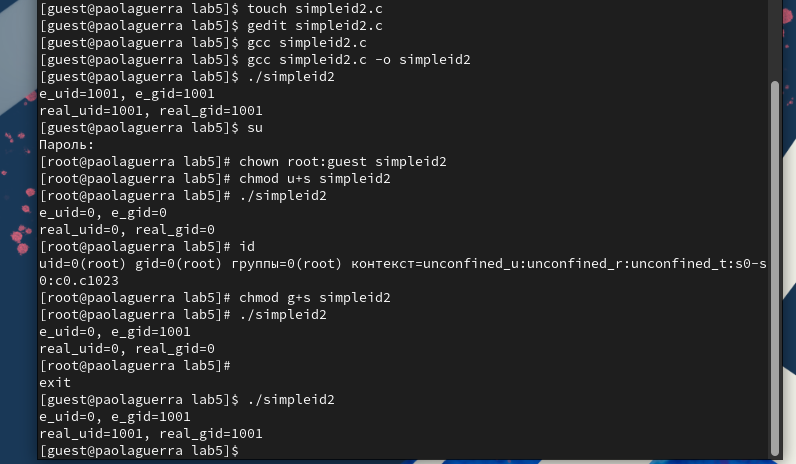 [guest@paolaguerra lab5]$ touch simpleid2.c
[guest@paolaguerra lab5]$ gedit simpleid2.c
[guest@paolaguerra lab5]$ gcc simpleid2.c
[guest@paolaguerra lab5]$ gcc simpleid2.c -o simpleid2
[guest@paolaguerra lab5]$ ./simpleid2
e_uid=1001, e_gid=1001
real_uid=1001, real_gid=1001
[guest@paolaguerra lab5]$ su
Пароль:
[root@paolaguerra lab5]# chown root:guest simpleid2
[root@paolaguerra lab5]# chmod u+s simpleid2
[root@paolaguerra lab5]# ./simpleid2
e_uid=0, e_gid=0
real_uid=0, real_gid=0
[root@paolaguerra lab5]# id
uid=0(root) gid=0(root) группы=0(root) контекст=unconfined_u:unconfined_r:unconfined_t:s0-s
0:c0.c1023
[root@paolaguerra lab5]# chmod g+s simpleid2
[root@paolaguerra lab5]# ./simpleid2
e_uid=0, e_gid=1001
real_uid=0, real_gid=0
[root@paolaguerra lab5]#
exit
[guest@paolaguerra lab5]$ ./simpleid2
e_uid=0, e_gid=1001
real_uid=1001, real_gid=1001
[guest@paolaguerra lab5]$